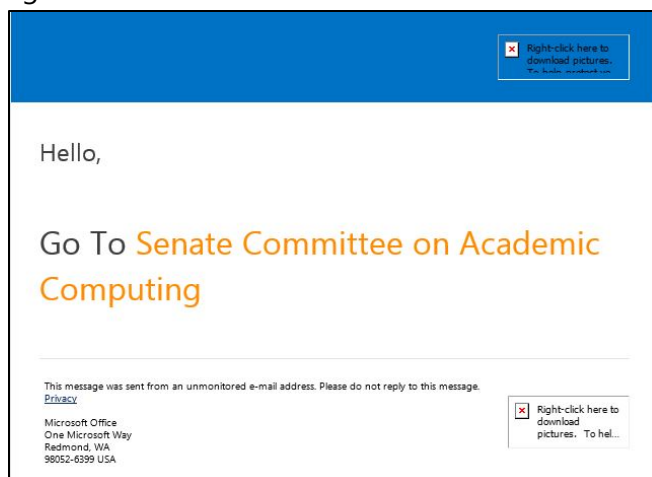 Right-click here to
download pictures.
Hello,
Go To Senate Committee on Academic
Computing
This message was sent from an unmonitored e-mail address. Please do not reply to this message.
Privacy
Microsoft Office
One Microsoft Way
Redmond, WA
98052-6399 USA
Right-click here to
download
pictures. To hel...